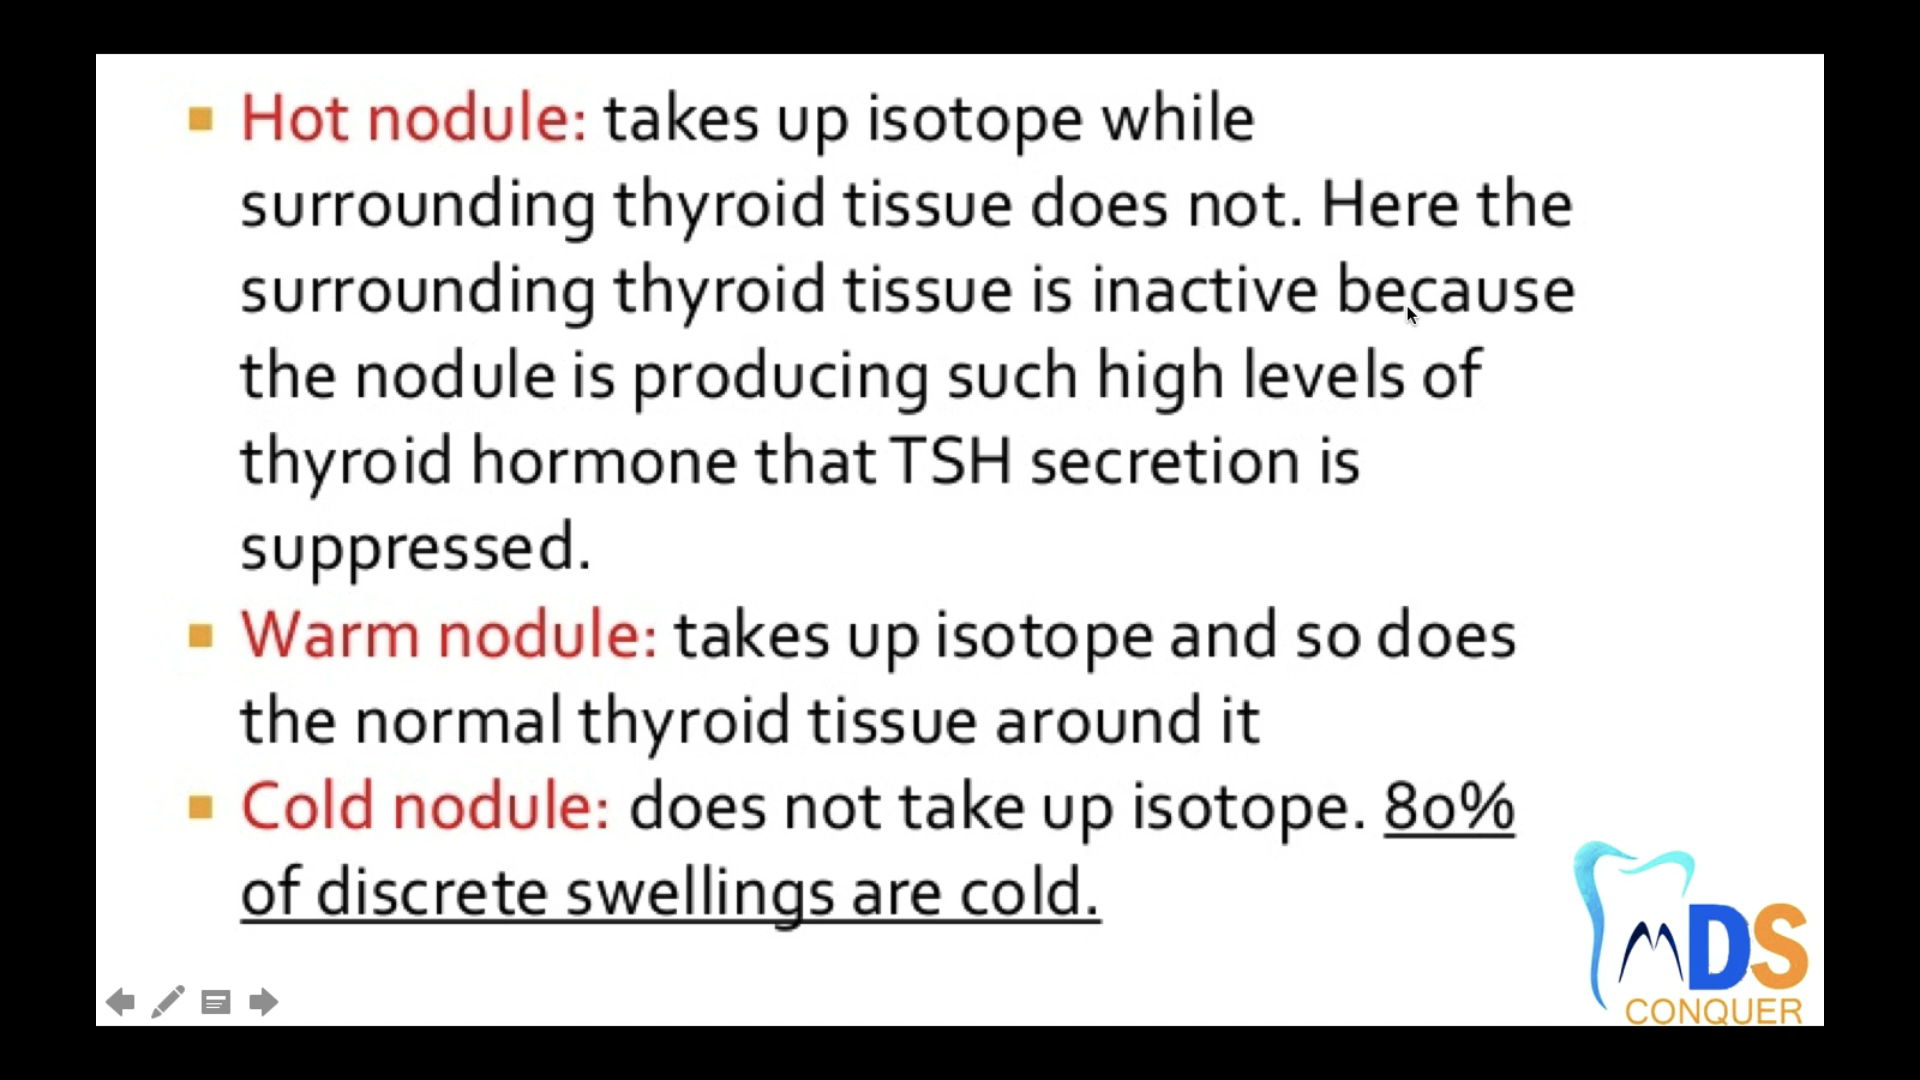 Hot nodule: takes up isotope while
surrounding thyroid tissue does not. Here the
surrounding thyroid tissue is inactive because
the nodule is producing such high levels of
thyroid hormone that TSH secretion is
suppressed.
Warm nodule: takes up isotope and so does
the normal thyroid tissue around it
Cold nodule: does not take up isotope. 80%
of discrete swellings are cold.
MDS
CONQUER